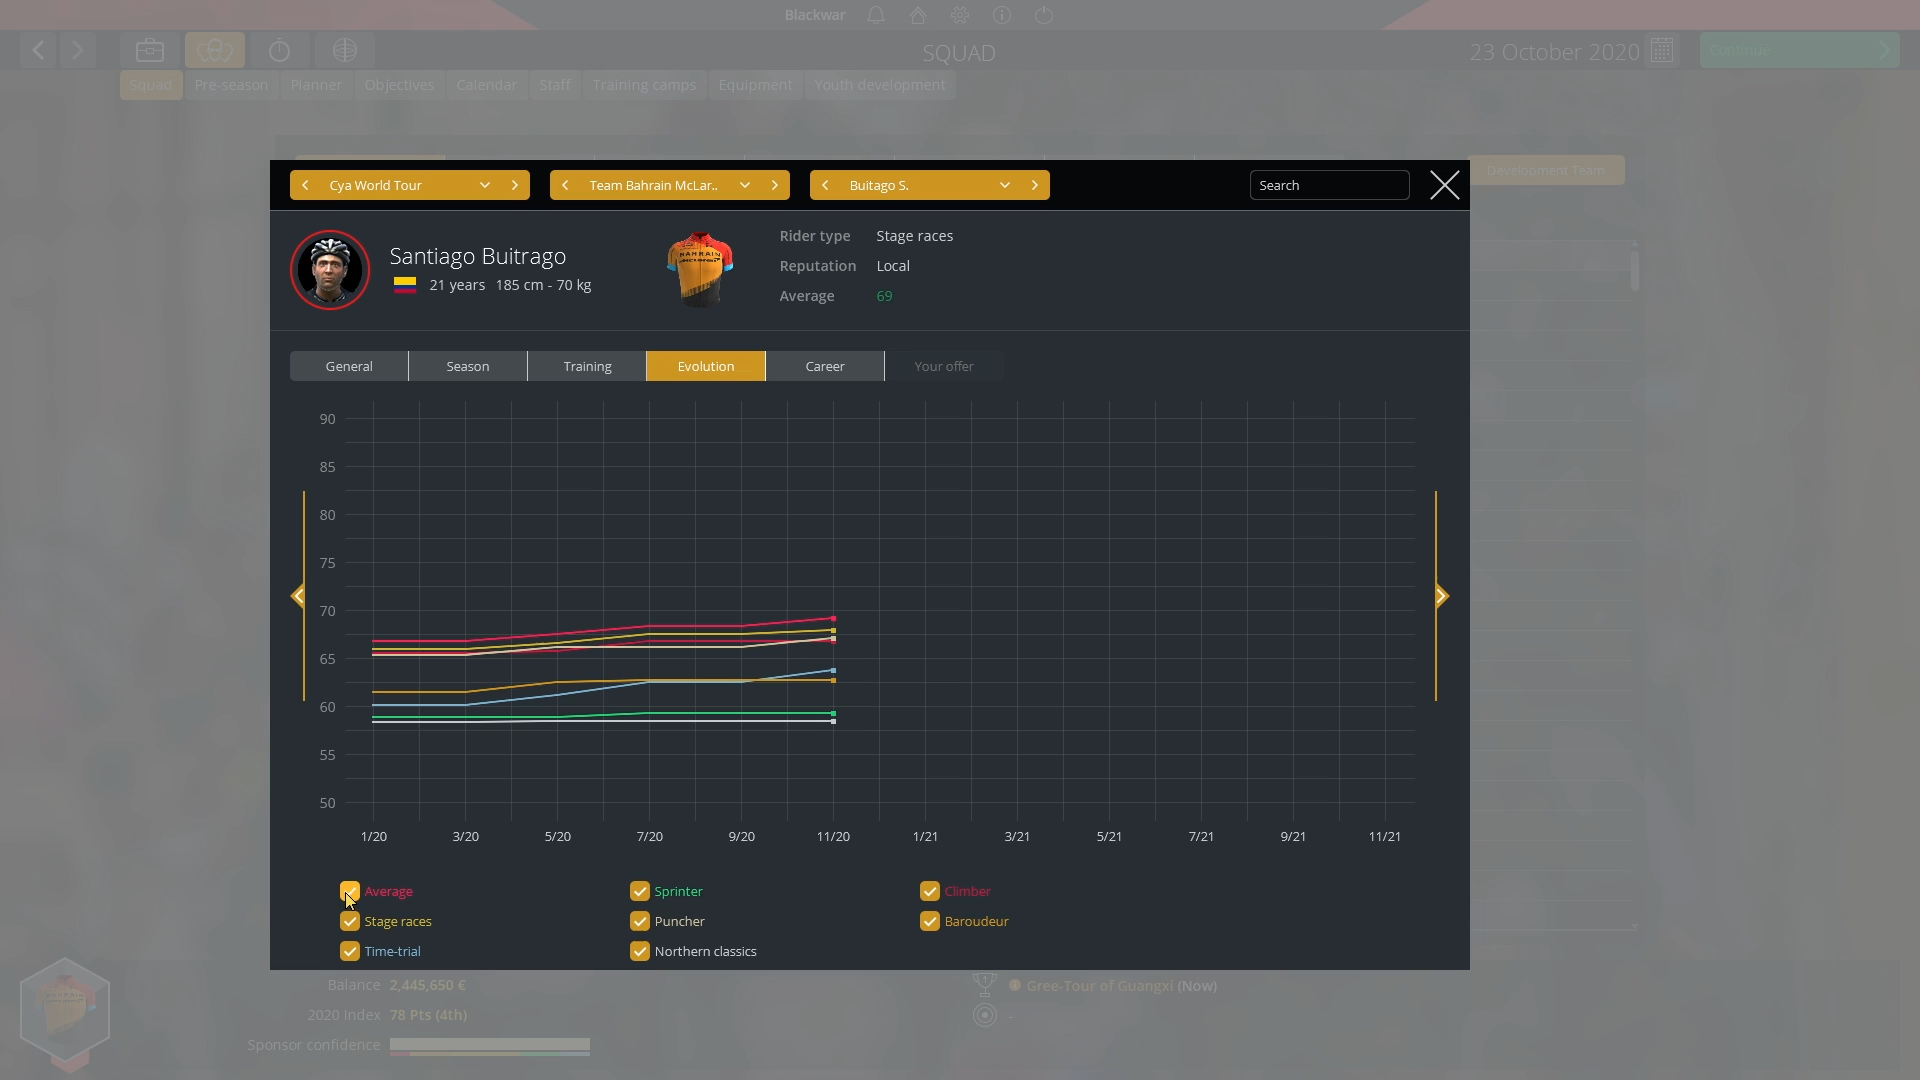 Blackwar
SQUAD
23 October 2020
Continue
Squad
Pre-season
Planner
Objectives
Calendar
Staff
Training camps
Equipment
Youth development
Development Team
Cya World Tour
Team Bahrain McLar..
Buitago S.
Search
Santiago Buitrago
21 years 185 cm - 70 kg
BAHRAIN
Rider type Stage races
Reputation Local
Average 69
General
Season
Training
Evolution
Career
Your offer
90
85
80
75
70
65
60
55
50
1/20
3/20
5/20
7/20
9/20
11/20
1/21
3/21
5/21
7/21
9/21
11/21
Average
Sprinter
Climber
Stage races
Puncher
Baroudeur
Time-trial
Northern classics
Balance 2,445,650 €
2020 Index 78 Pts (4th)
Sponsor confidence
Gree-Tour of Guangxi (Now)
-